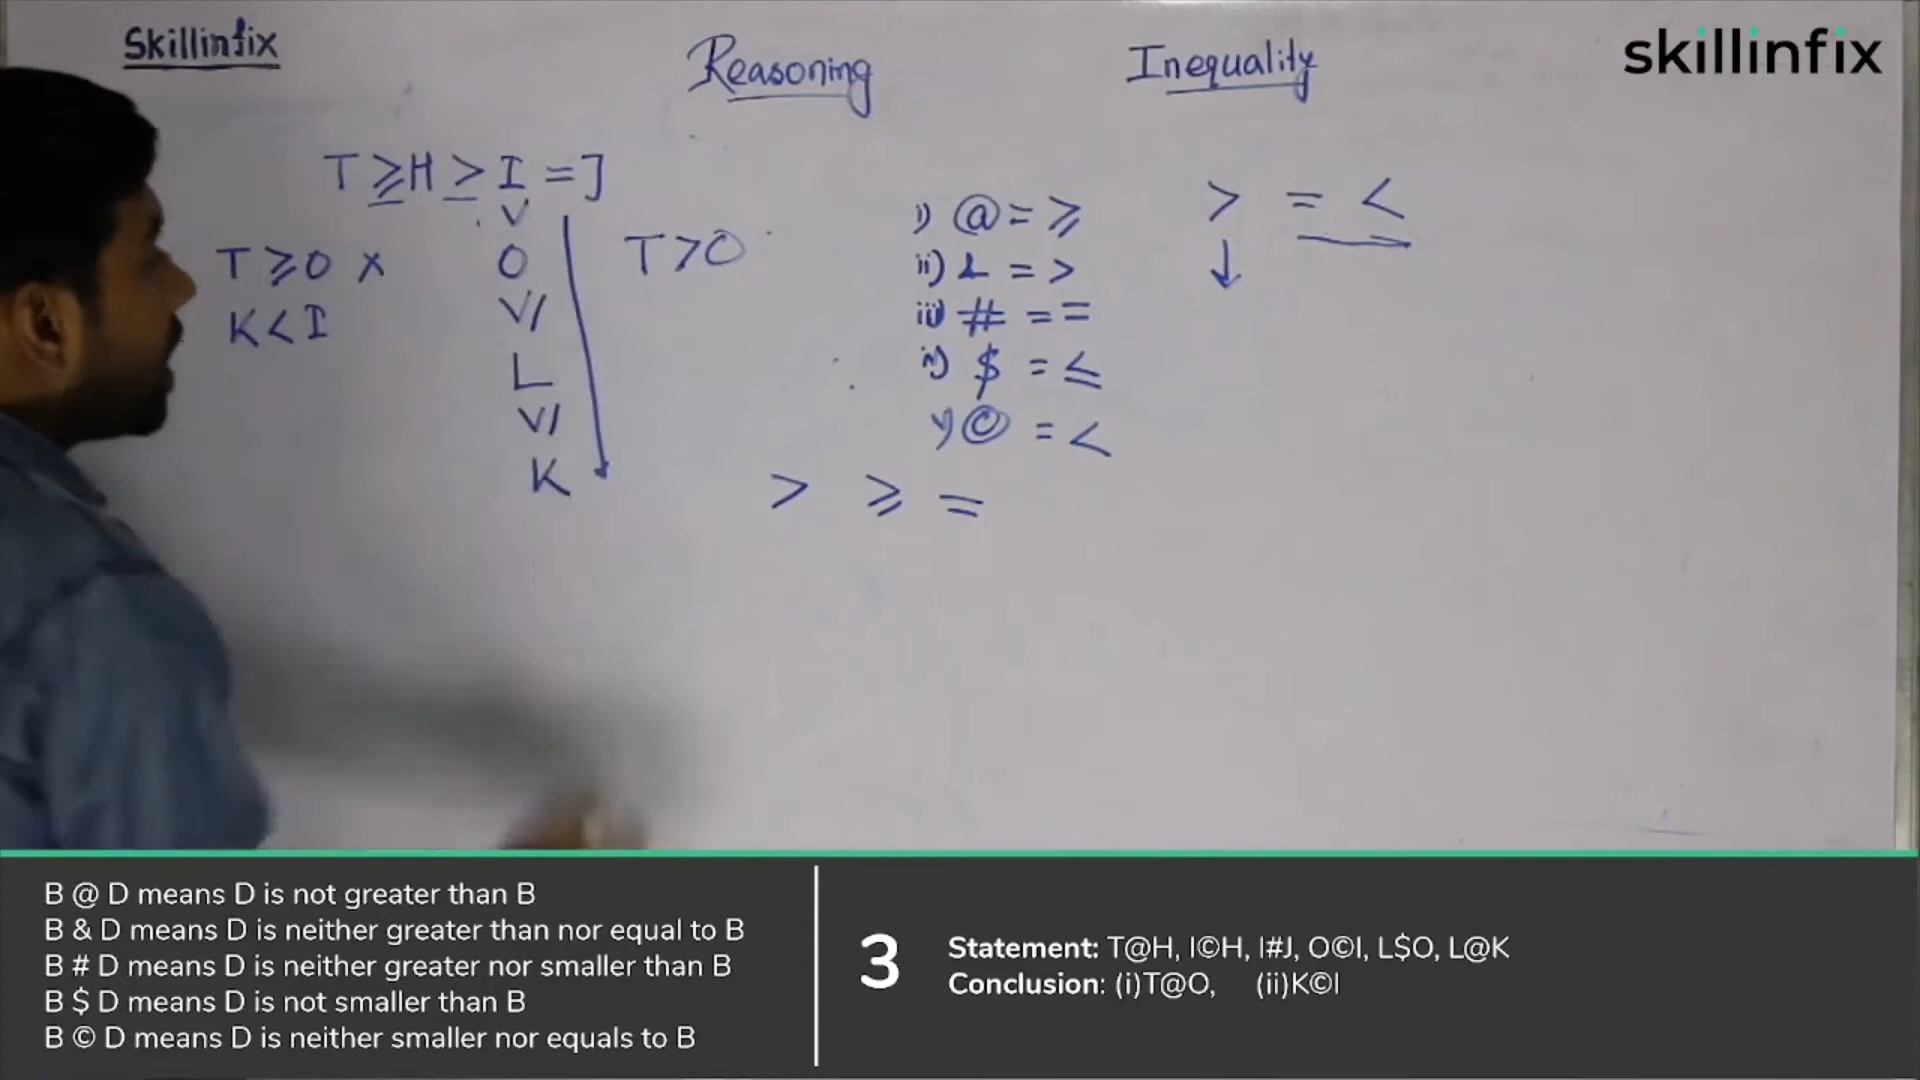 Skillinfix
Reasoning
Inequality
skillinfix
T ≥ H > I = J
V
T ≥ O x
O
T > O
K < I
V/
L
V/
K
i) @ = ≥
ii) & = >
iii) # = =
iv) $ = ≤
v) © = <
> = <
↓
> ≥ =
B @ D means D is not greater than B
B & D means D is neither greater than nor equal to B
B # D means D is neither greater nor smaller than B
B $ D means D is not smaller than B
B © D means D is neither smaller nor equals to B
3
Statement: T@H, I©H, I#J, O©I, L$O, L@K
Conclusion: (i)T@O, (ii)K©I